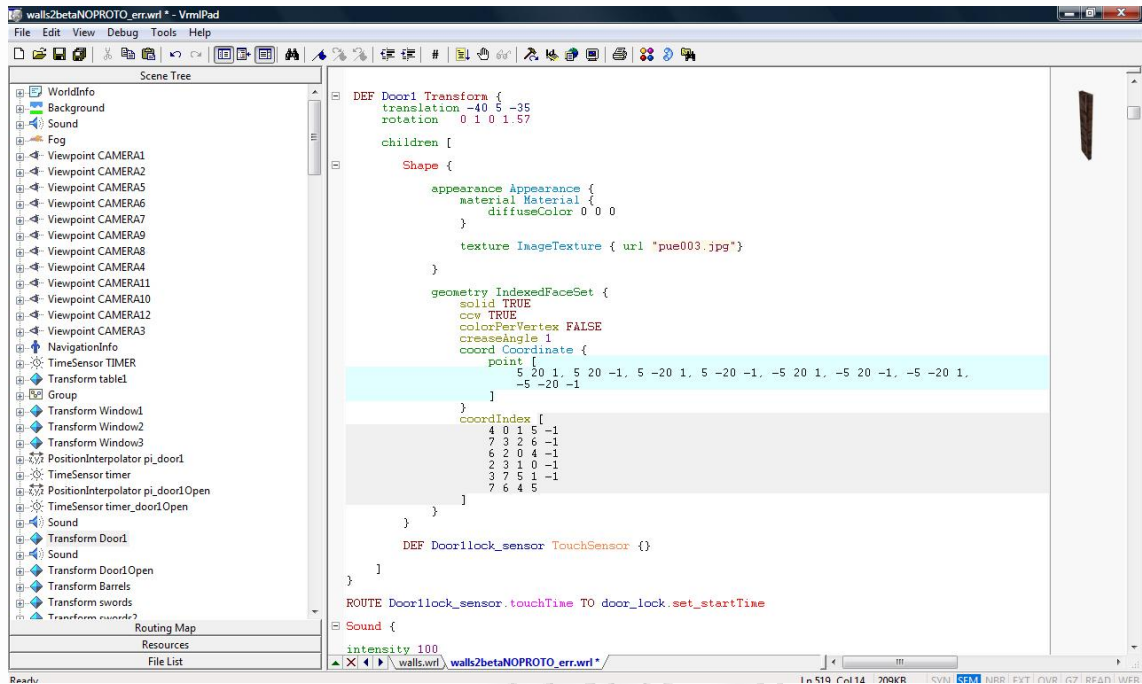 walls2betaNOPROTO_err.wrl * - VrmlPad
File Edit View Debug Tools Help
Scene Tree
WorldInfo
Background
Sound
Fog
Viewpoint CAMERA1
Viewpoint CAMERA2
Viewpoint CAMERA5
Viewpoint CAMERA6
Viewpoint CAMERA7
Viewpoint CAMERA9
Viewpoint CAMERA8
Viewpoint CAMERA4
Viewpoint CAMERA11
Viewpoint CAMERA10
Viewpoint CAMERA12
Viewpoint CAMERA3
NavigationInfo
TimeSensor TIMER
Transform table1
Group
Transform Window1
Transform Window2
Transform Window3
PositionInterpolator pi_door1
TimeSensor timer
PositionInterpolator pi_door1Open
TimeSensor timer_door1Open
Sound
Transform Door1
Sound
Transform Door1Open
Transform Barrels
Transform swords
Transform swords2
Routing Map
Resources
File List
DEF Door1 Transform {
translation -40 5 -35
rotation 0 1 0 1.57
children [
Shape {
appearance Appearance {
material Material {
diffuseColor 0 0 0
}
texture ImageTexture { url "pue003.jpg"}
}
geometry IndexedFaceSet {
solid TRUE
ccw TRUE
colorPerVertex FALSE
creaseAngle 1
coord Coordinate {
point [
5 20 1, 5 20 -1, 5 -20 1, 5 -20 -1, -5 20 1, -5 20 -1, -5 -20 1,
-5 -20 -1
]
}
coordIndex [
4 0 1 5 -1
7 3 2 6 -1
6 2 0 4 -1
2 3 1 0 -1
3 7 5 1 -1
7 6 4 5
]
}
}
DEF Door1lock_sensor TouchSensor {}
]
}
ROUTE Door1lock_sensor.touchTime TO door_lock.set_startTime
Sound {
intensity 100
walls.wrl walls2betaNOPROTO_err.wrl *
Ready
Ln 519, Col 14 209KB SYN SEM NBR EXT OVR GZ READ WEB